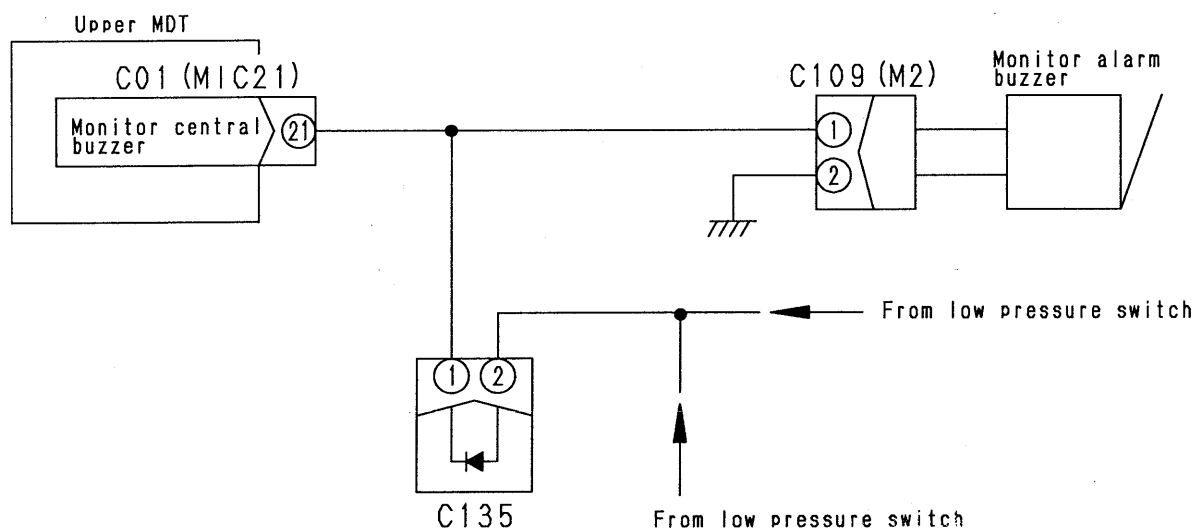 Upper MDT
C01 (MIC21)
Monitor central
buzzer
21
C109 (M2)
1
2
Monitor alarm
buzzer
From low pressure switch
1
2
C135
From low pressure switch